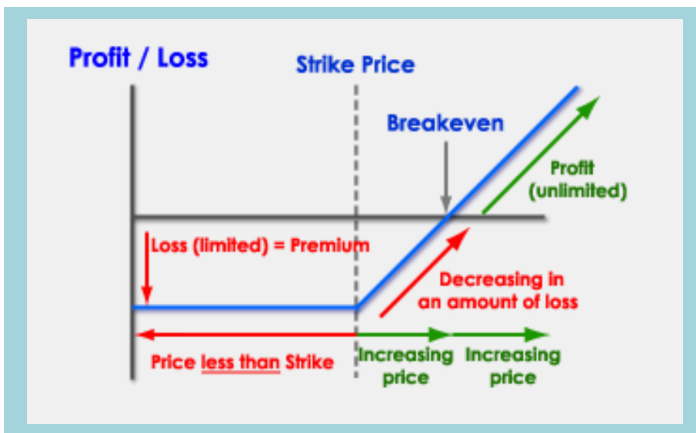 Profit / Loss
Strike Price
Breakeven
Profit
(unlimited)
Loss (limited) = Premium
Decreasing in
an amount of loss
Price less than Strike
Increasing
price
Increasing
price